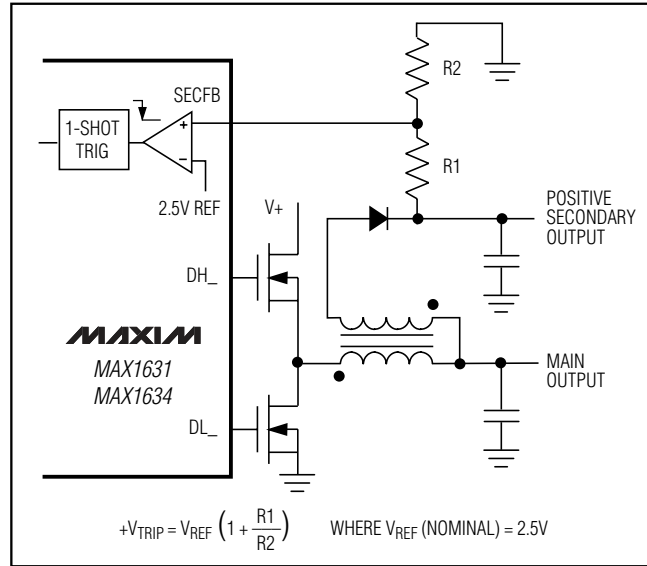 R2
SECFB
+
1-SHOT
TRIG
–
R1
2.5V REF
V+
POSITIVE
SECONDARY
OUTPUT
DH_
MAXIM
MAX1631
MAX1634
MAIN
OUTPUT
DL_
+VTRIP = VREF (1 + R1/R2) WHERE VREF (NOMINAL) = 2.5V